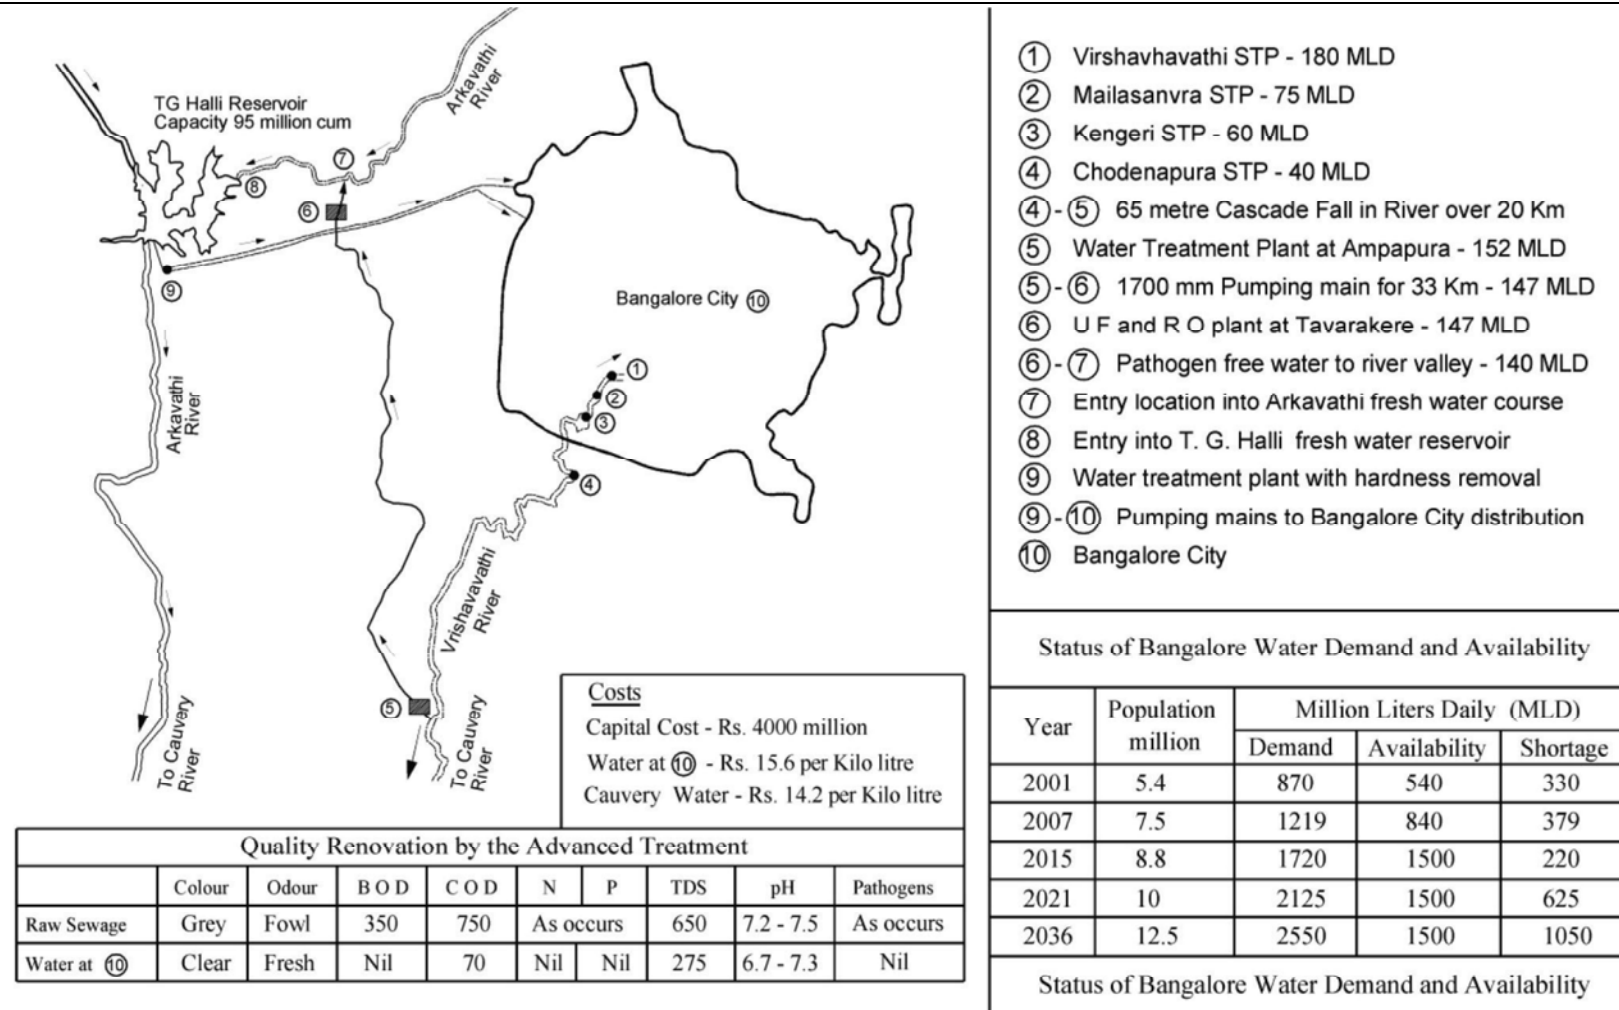 Arkavathi River
TG Halli Reservoir
Capacity 95 million cum
7
8
6
9
Bangalore City 10
1
2
3
4
Arkavathi River
Vrishavavathi River
5
To Cauvery River
To Cauvery River
Costs
Capital Cost - Rs. 4000 million
Water at 10 - Rs. 15.6 per Kilo litre
Cauvery Water - Rs. 14.2 per Kilo litre
Quality Renovation by the Advanced Treatment
Colour Odour B O D C O D N P TDS pH Pathogens
Raw Sewage Grey Fowl 350 750 As occurs 650 7.2 - 7.5 As occurs
Water at 10 Clear Fresh Nil 70 Nil Nil 275 6.7 - 7.3 Nil
1 Virshavhavathi STP - 180 MLD
2 Mailasanvra STP - 75 MLD
3 Kengeri STP - 60 MLD
4 Chodenapura STP - 40 MLD
4 - 5 65 metre Cascade Fall in River over 20 Km
5 Water Treatment Plant at Ampapura - 152 MLD
5 - 6 1700 mm Pumping main for 33 Km - 147 MLD
6 U F and R O plant at Tavarakere - 147 MLD
6 - 7 Pathogen free water to river valley - 140 MLD
7 Entry location into Arkavathi fresh water course
8 Entry into T. G. Halli fresh water reservoir
9 Water treatment plant with hardness removal
9 - 10 Pumping mains to Bangalore City distribution
10 Bangalore City
Status of Bangalore Water Demand and Availability
Year Population million Million Liters Daily (MLD)
Demand Availability Shortage
2001 5.4 870 540 330
2007 7.5 1219 840 379
2015 8.8 1720 1500 220
2021 10 2125 1500 625
2036 12.5 2550 1500 1050
Status of Bangalore Water Demand and Availability